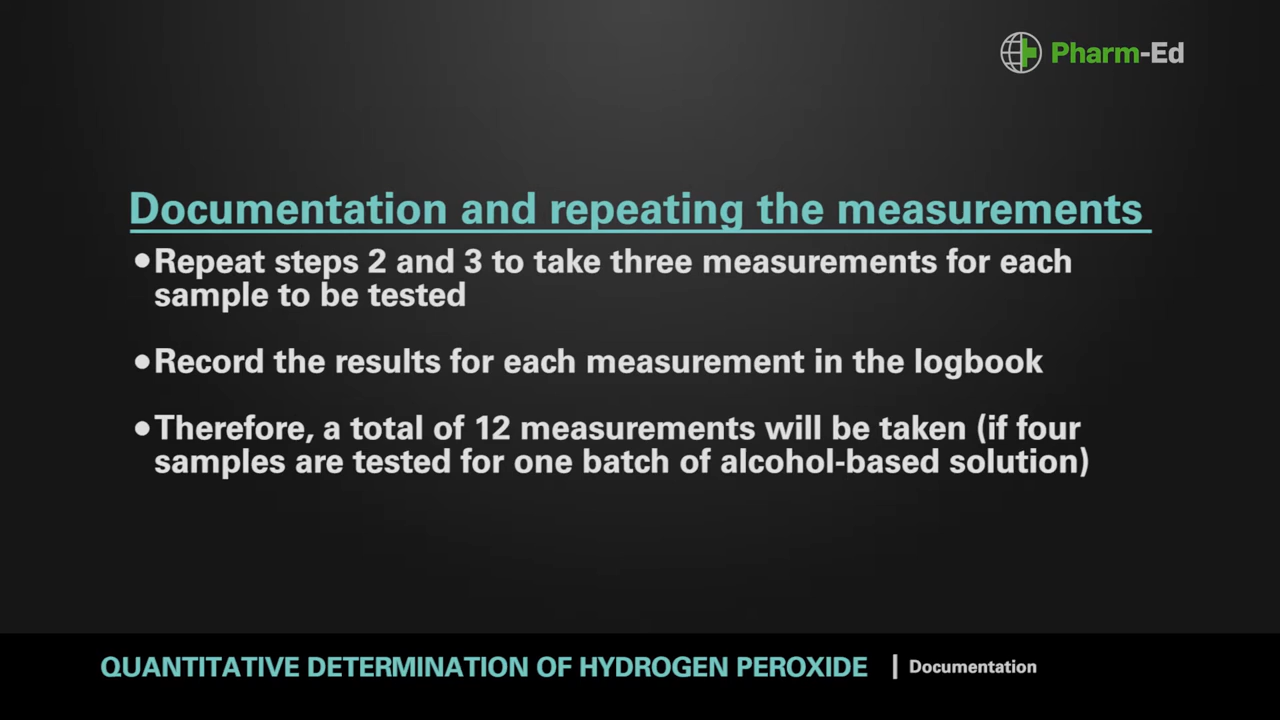 Pharm-Ed
Documentation and repeating the measurements
•Repeat steps 2 and 3 to take three measurements for each
sample to be tested
•Record the results for each measurement in the logbook
•Therefore, a total of 12 measurements will be taken (if four
samples are tested for one batch of alcohol-based solution)
QUANTITATIVE DETERMINATION OF HYDROGEN PEROXIDE | Documentation